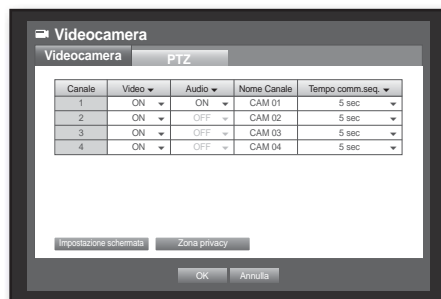 Videocamera
Videocamera PTZ
Canale Video Audio Nome Canale Tempo comm.seq.
1 ON ON CAM 01 5 sec
2 ON OFF CAM 02 5 sec
3 ON OFF CAM 03 5 sec
4 ON OFF CAM 04 5 sec
Impostazione schermata Zona privacy
OK Annulla